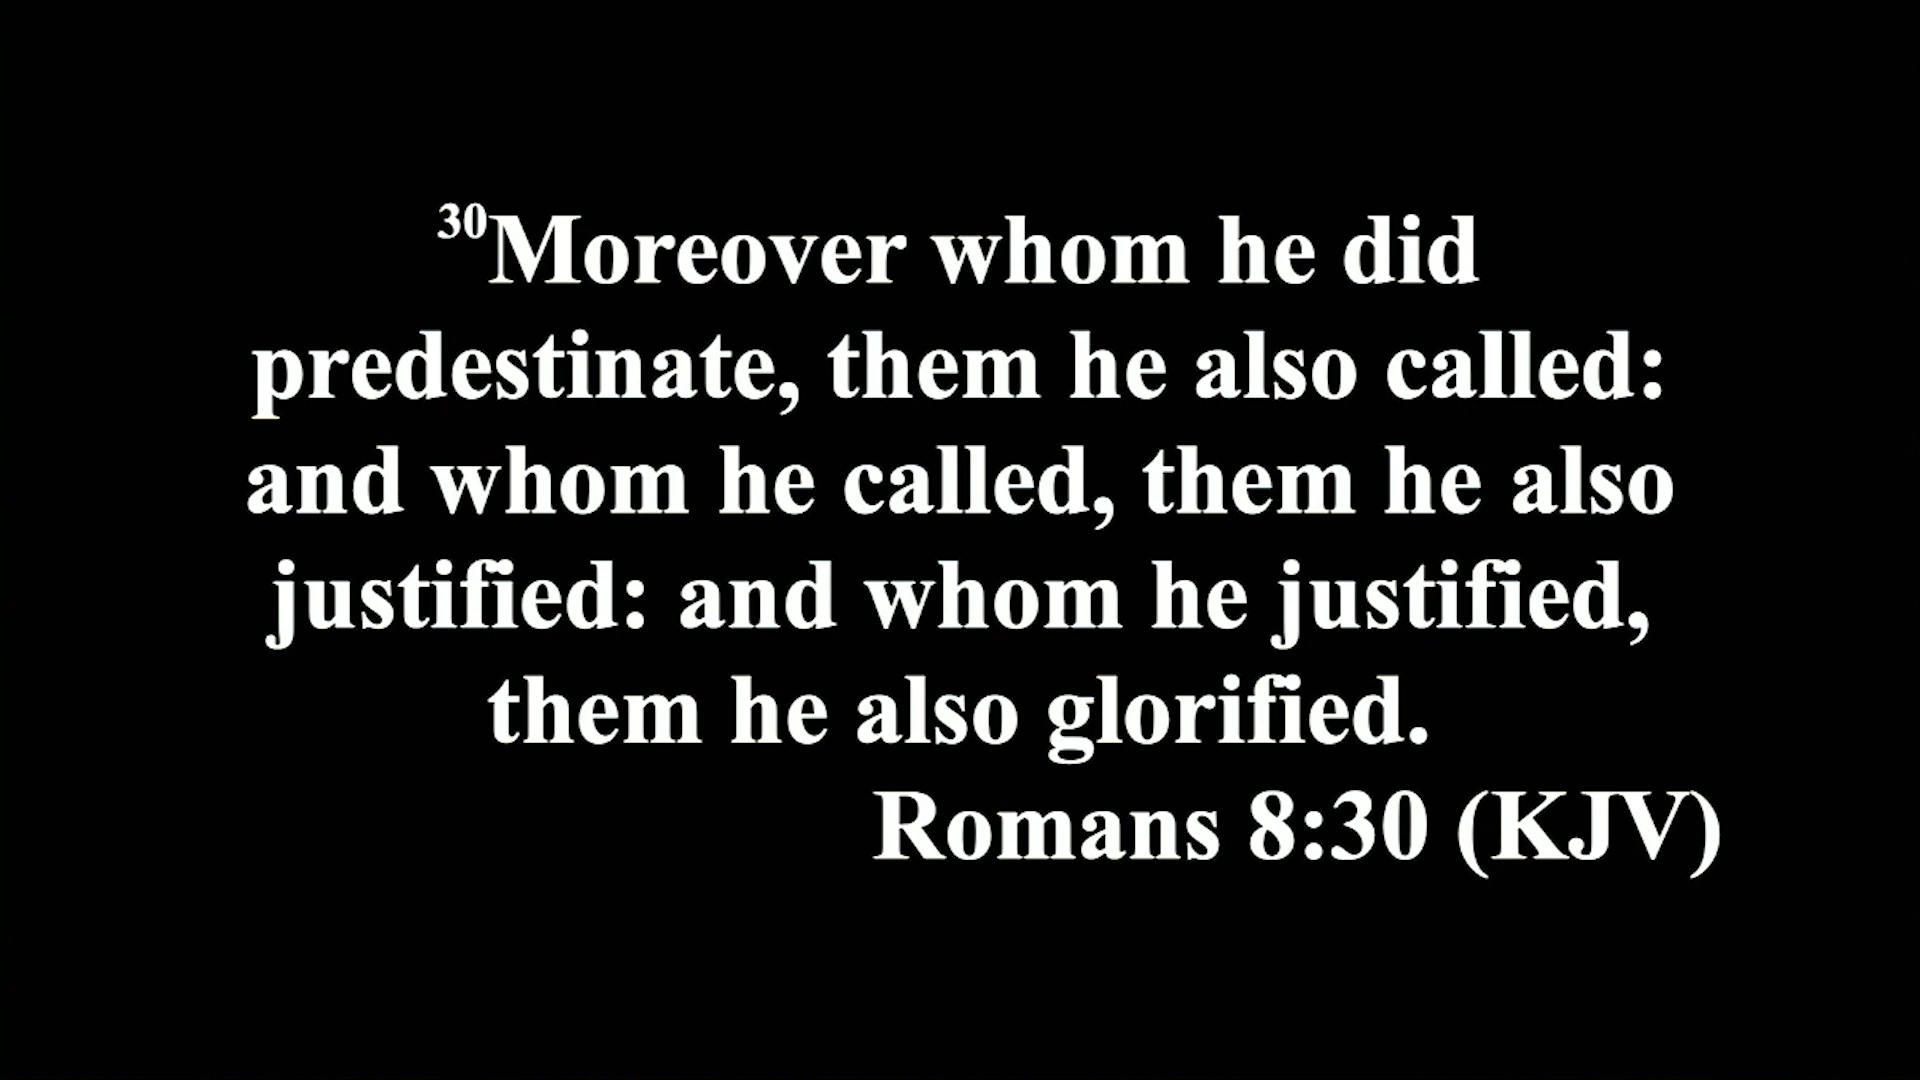 30Moreover whom he did
predestinate, them he also called:
and whom he called, them he also
justified: and whom he justified,
them he also glorified.
Romans 8:30 (KJV)